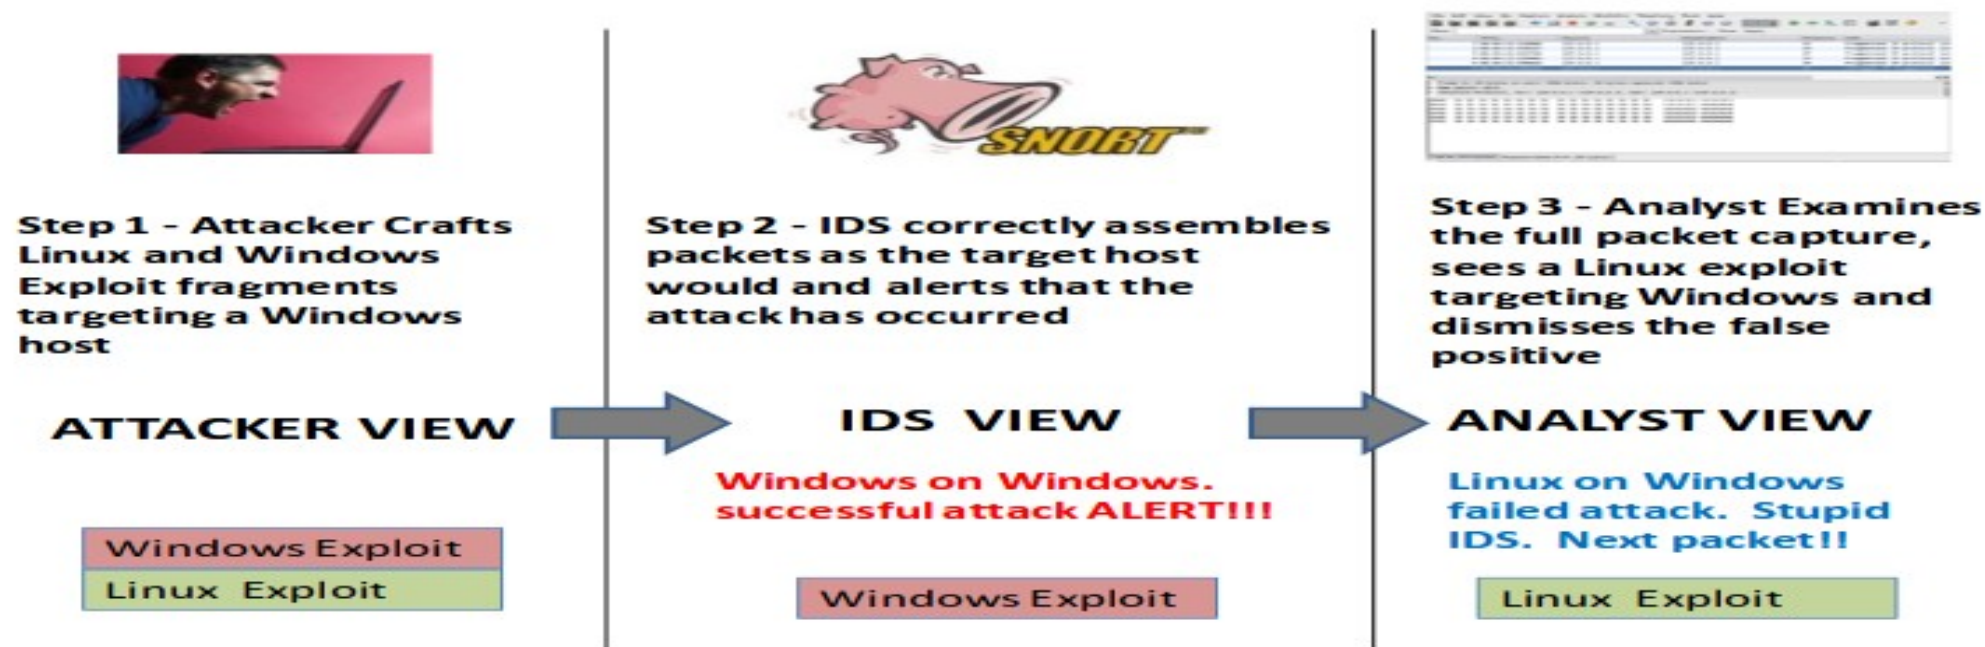 Step 1 - Attacker Crafts
Linux and Windows
Exploit fragments
targeting a Windows
host
ATTACKER VIEW
Windows Exploit
Linux Exploit
SNORT
Step 2 - IDS correctly assembles
packets as the target host
would and alerts that the
attack has occurred
IDS VIEW
Windows on Windows.
successful attack ALERT!!!
Windows Exploit
Step 3 - Analyst Examines
the full packet capture,
sees a Linux exploit
targeting Windows and
dismisses the false
positive
ANALYST VIEW
Linux on Windows
failed attack. Stupid
IDS. Next packet!!
Linux Exploit